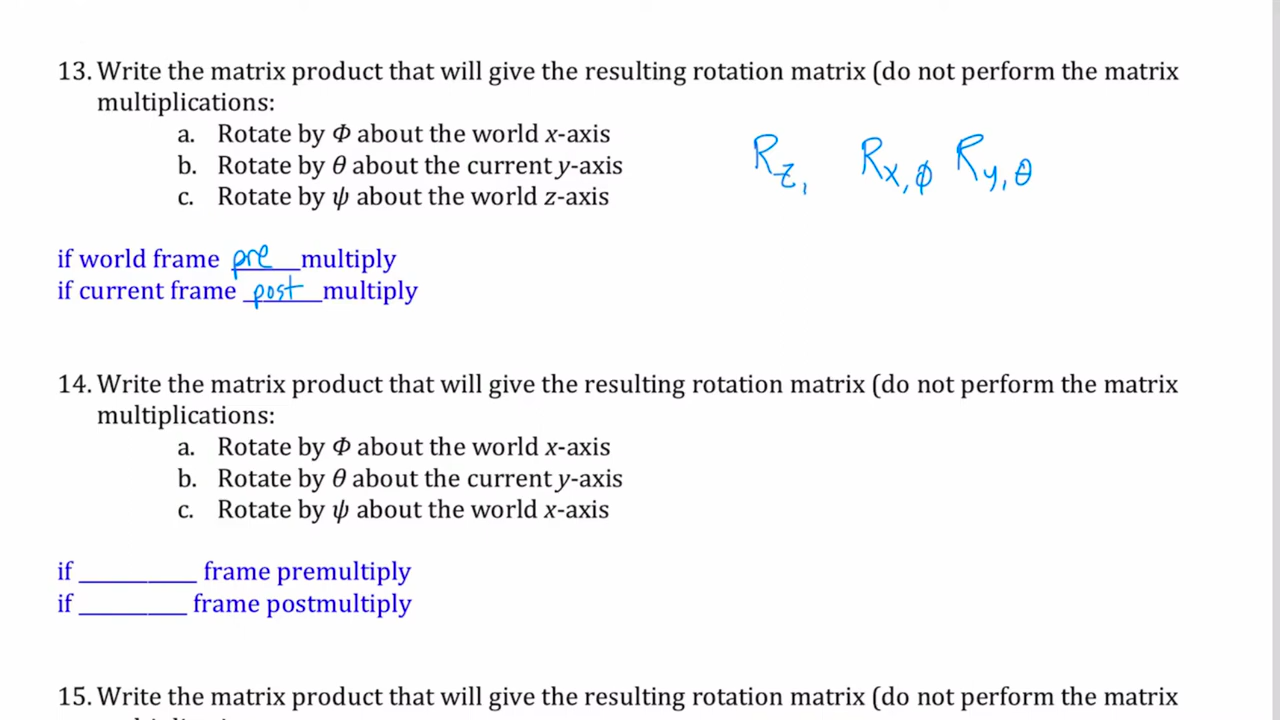 13. Write the matrix product that will give the resulting rotation matrix (do not perform the matrix
multiplications:
a. Rotate by Φ about the world x-axis
b. Rotate by θ about the current y-axis
c. Rotate by ψ about the world z-axis
R_z, R_x,ϕ R_y,θ
if world frame pre multiply
if current frame post multiply
14. Write the matrix product that will give the resulting rotation matrix (do not perform the matrix
multiplications:
a. Rotate by Φ about the world x-axis
b. Rotate by θ about the current y-axis
c. Rotate by ψ about the world x-axis
if __________ frame premultiply
if _________ frame postmultiply
15. Write the matrix product that will give the resulting rotation matrix (do not perform the matrix